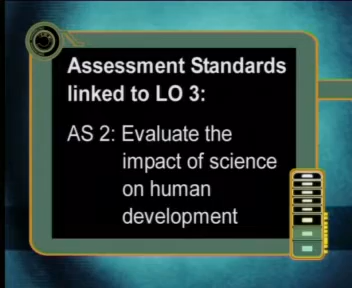 Assessment Standards
linked to LO 3:
AS 2: Evaluate the
impact of science
on human
development